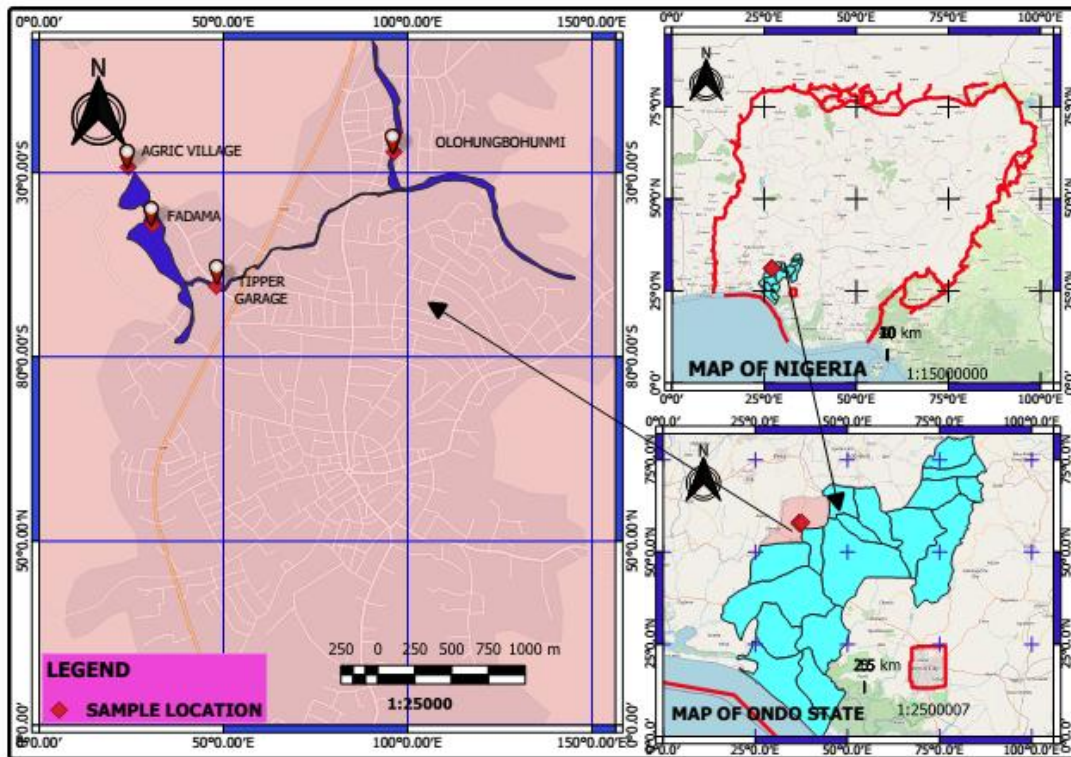 0°0.00' 50°0.00'E 100°0.00'E 150°0.00'E
N
AGRIC VILLAGE
OLOHUNGBOHUNMI
FADAMA
TIPPER
GARAGE
30°0.00'S 30°0.00'S
80°0.00'S 80°0.00'S
50°0.00'N 50°0.00'N
250 0 250 500 750 1000 m
1:25000
LEGEND
SAMPLE LOCATION
0°0.00'E 50°0.00'E 100°0.00'E 150°0.00'E
0°0.0'E 25°0.0'E 50°0.0'E 75°0.0'E 100°0.0'E
N
75°0.0'N 75°0.0'N
50°0.0'N 50°0.0'N
25°0.0'N 25°0.0'N
km
MAP OF NIGERIA
1:15000000
0°0.0'E 25°0.0'E 50°0.0'E 75°0.0'E 100°0.0'E
N
75°0.0'N 75°0.0'N
50°0.0'N 50°0.0'N
25°0.0'N 25°0.0'N
km
MAP OF ONDO STATE
1:2500007
0°0.0'E 25°0.0'E 50°0.0'E 75°0.0'E 100°0.0'E